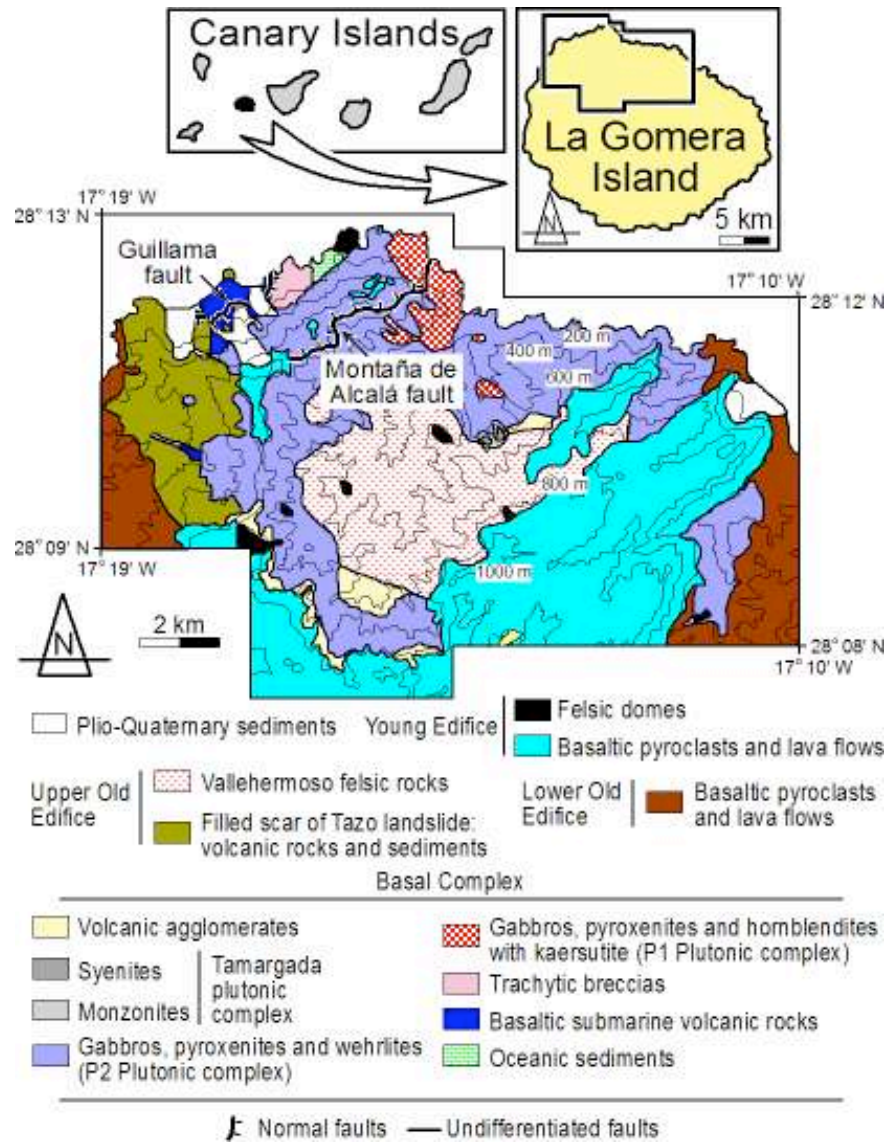 Canary Islands
La Gomera
Island
N
5 km
17° 19' W
28° 13' N
Guillama
fault
17° 10' W
28° 12' N
200 m
400 m
600 m
Montaña de
Alcalá fault
800 m
28° 09' N
17° 19' W
1000 m
N
2 km
28° 08' N
17° 10' W
Plio-Quaternary sediments
Young Edifice
Felsic domes
Basaltic pyroclasts and lava flows
Upper Old
Edifice
Vallehermoso felsic rocks
Filled scar of Tazo landslide:
volcanic rocks and sediments
Lower Old
Edifice
Basaltic pyroclasts
and lava flows
Basal Complex
Volcanic agglomerates
Syenites
Monzonites
Tamargada
plutonic
complex
Gabbros, pyroxenites and wehrlites
(P2 Plutonic complex)
Gabbros, pyroxenites and hornblendites
with kaersutite (P1 Plutonic complex)
Trachytic breccias
Basaltic submarine volcanic rocks
Oceanic sediments
Normal faults
Undifferentiated faults